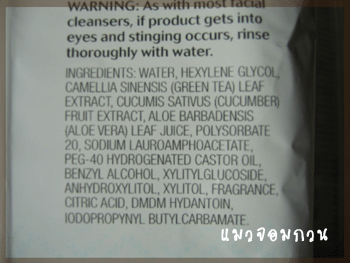 WARNING: As with most facial
cleansers, if product gets into
eyes and stinging occurs, rinse
thoroughly with water.
INGREDIENTS: WATER, HEXYLENE GLYCOL,
CAMELLIA SINENSIS (GREEN TEA) LEAF
EXTRACT, CUCUMIS SATIVUS (CUCUMBER)
FRUIT EXTRACT, ALOE BARBADENSIS
(ALOE VERA) LEAF JUICE, POLYSORBATE
20, SODIUM LAUROAMPHOACETATE,
PEG-40 HYDROGENATED CASTOR OIL,
BENZYL ALCOHOL, XYLITYLGLUCOSIDE,
ANHYDROXYLITOL, XYLITOL, FRAGRANCE,
CITRIC ACID, DMDM HYDANTOIN,
IODOPROPYNYL BUTYLCARBAMATE.
แมวจอมกวน